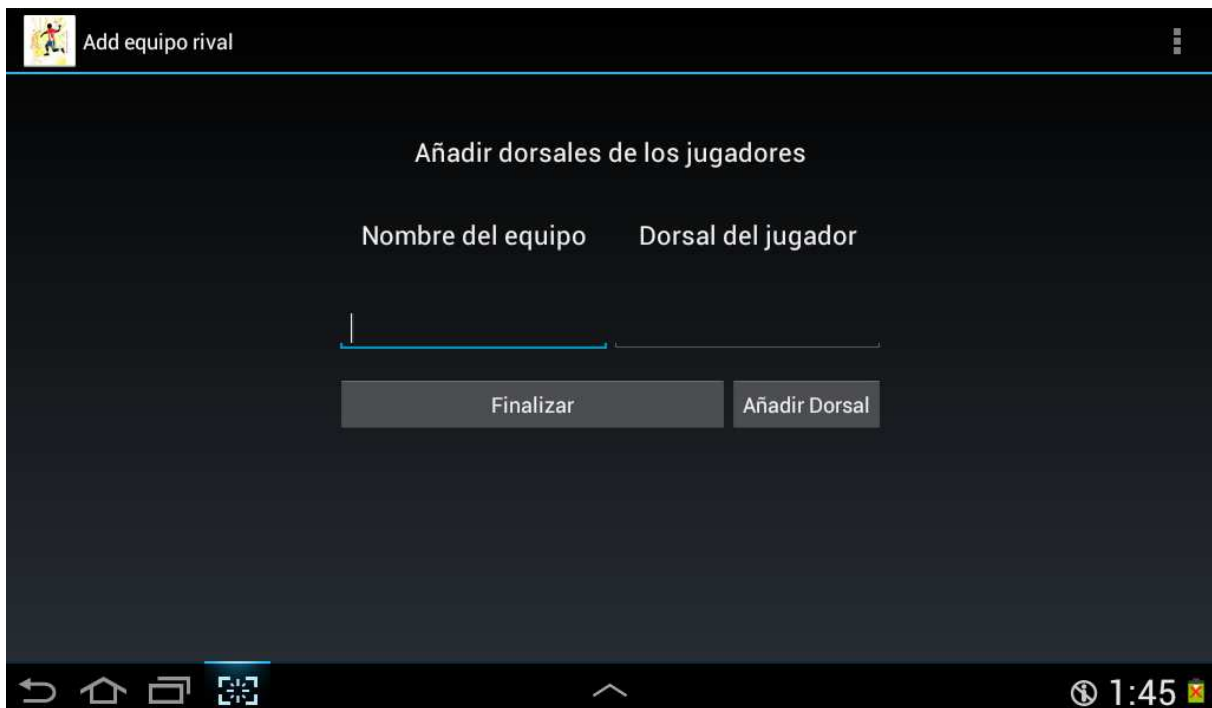 Add equipo rival
Añadir dorsales de los jugadores
Nombre del equipo Dorsal del jugador
Finalizar Añadir Dorsal
1:45